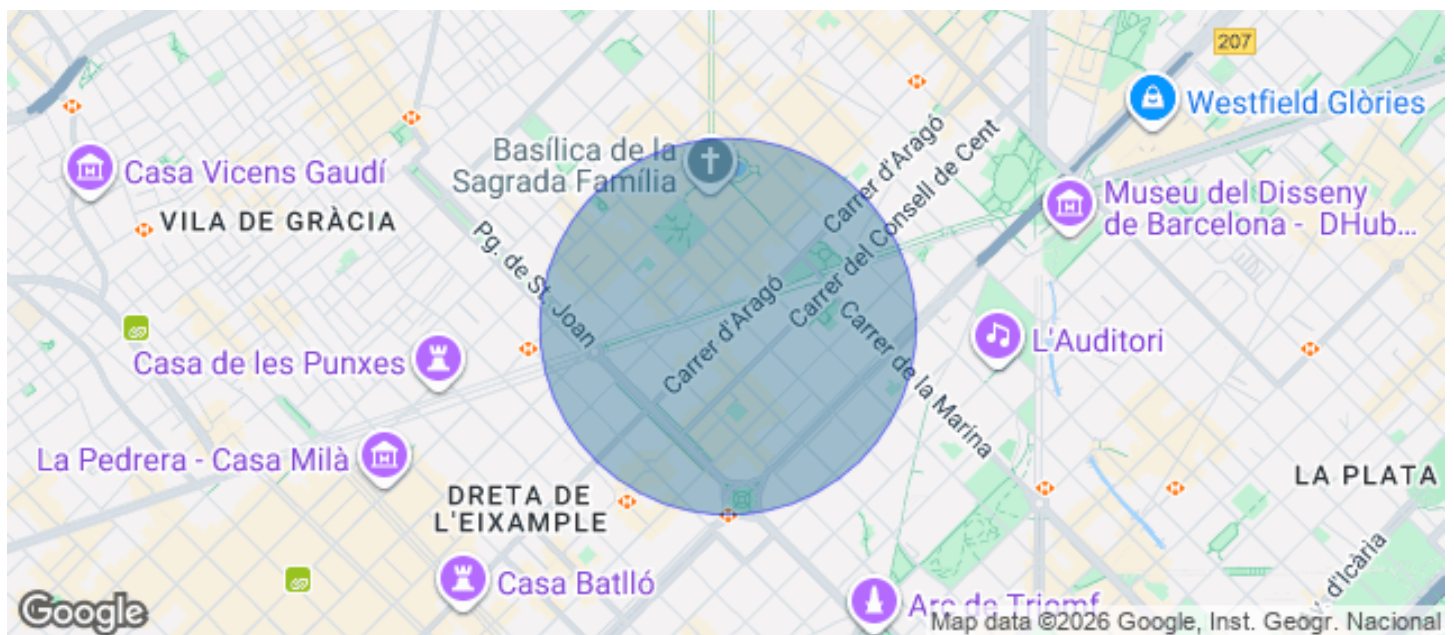 207
Westfield Glòries
Carrer d'Aragó
Carrer del Consell de Cent
Basílica de la
Sagrada Família
Casa Vicens Gaudí
Museu del Disseny
de Barcelona - DHub...
VILA DE GRÀCIA
Pg. de St. Joan
Carrer d'Aragó
Carrer de la Marina
L'Auditori
Casa de les Punxes
La Pedrera - Casa Milà
LA PLATA
DRETA DE
L'EIXAMPLE
Casa Batlló
Arc de Triomf
Google
Map data ©2026 Google, Inst. Geogr. Nacional